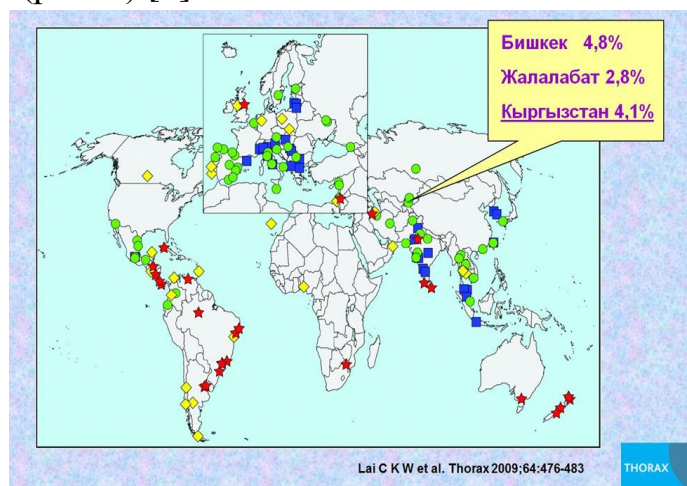 Бишкек 4,8%
Жалалабат 2,8%
Кыргызстан 4,1%
Lai C K W et al. Thorax 2009;64:476-483
THORAX